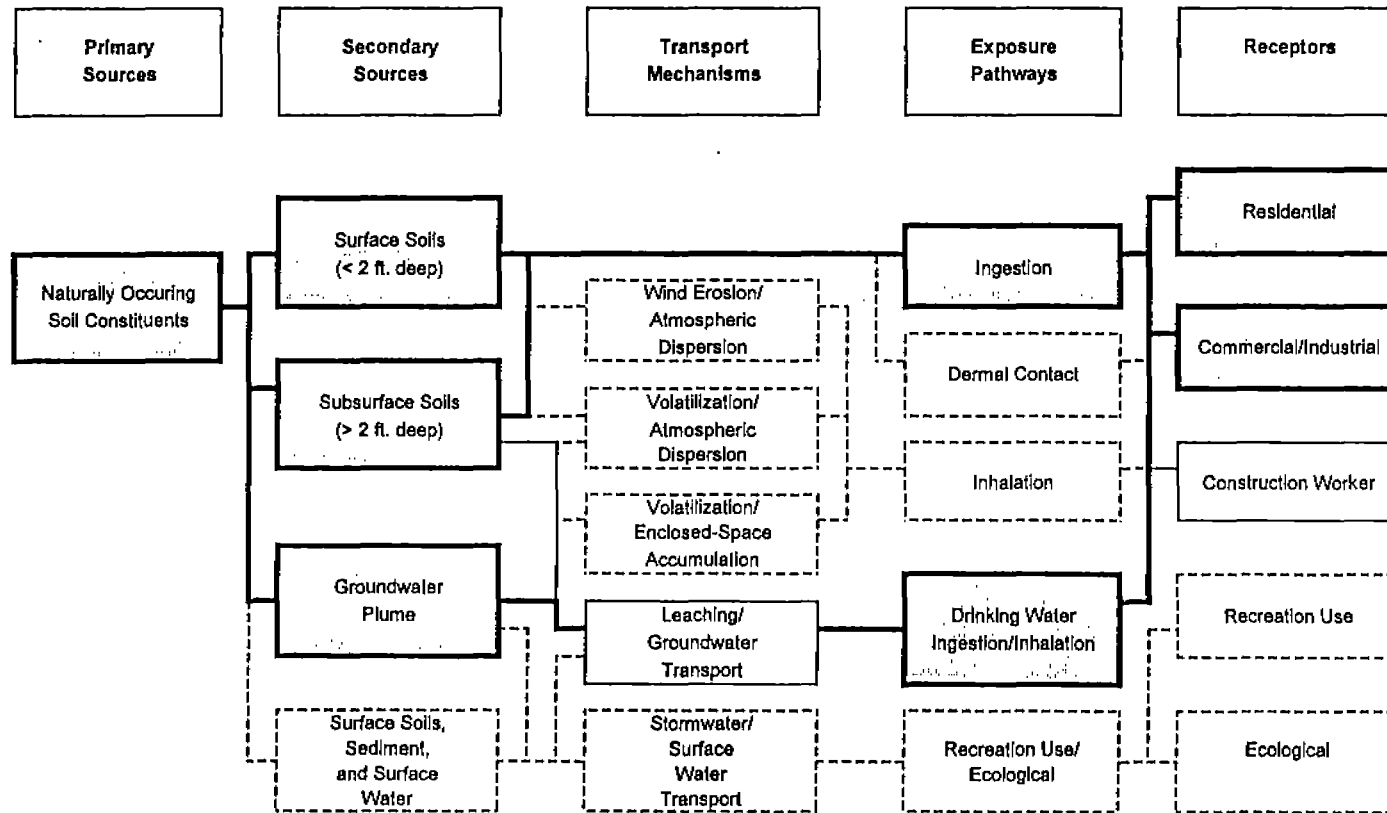 Primary
Sources
Secondary
Sources
Transport
Mechanisms
Exposure
Pathways
Receptors
Naturally Occuring
Soil Constituents
Surface Soils
(< 2 ft. deep)
Subsurface Soils
(> 2 ft. deep)
Groundwater
Plume
Surface Soils,
Sediment,
and Surface
Water
Wind Erosion/
Atmospheric
Dispersion
Volatilization/
Atmospheric
Dispersion
Volatilization/
Enclosed-Space
Accumulation
Leaching/
Groundwater
Transport
Stormwater/
Surface
Water
Transport
Ingestion
Dermal Contact
Inhalation
Drinking Water
Ingestion/Inhalation
Recreation Use/
Ecological
Residential
Commercial/Industrial
Construction Worker
Recreation Use
Ecological